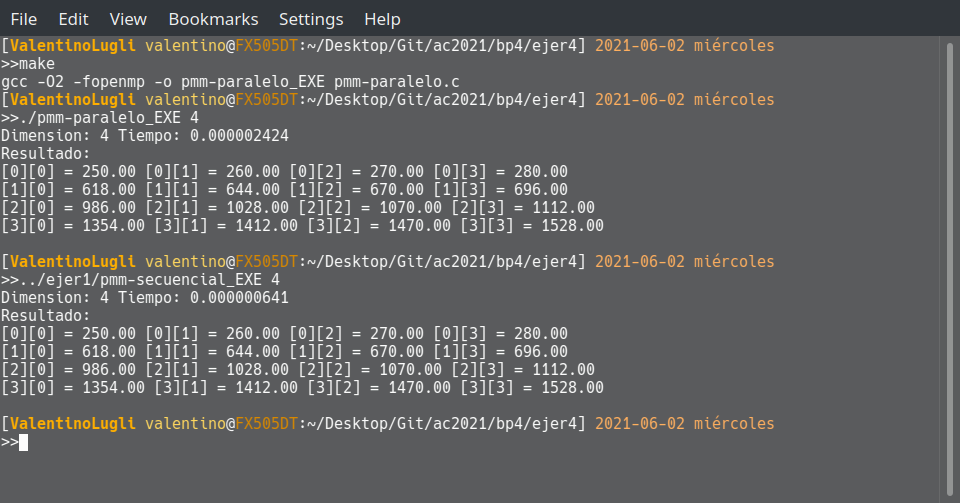 File Edit View Bookmarks Settings Help
[ValentinoLugli valentino@FX505DT:~/Desktop/Git/ac2021/bp4/ejer4] 2021-06-02 miércoles
>>make
gcc -O2 -fopenmp -o pmm-paralelo_EXE pmm-paralelo.c
[ValentinoLugli valentino@FX505DT:~/Desktop/Git/ac2021/bp4/ejer4] 2021-06-02 miércoles
>>./pmm-paralelo_EXE 4
Dimension: 4 Tiempo: 0.000002424
Resultado:
[0][0] = 250.00 [0][1] = 260.00 [0][2] = 270.00 [0][3] = 280.00
[1][0] = 618.00 [1][1] = 644.00 [1][2] = 670.00 [1][3] = 696.00
[2][0] = 986.00 [2][1] = 1028.00 [2][2] = 1070.00 [2][3] = 1112.00
[3][0] = 1354.00 [3][1] = 1412.00 [3][2] = 1470.00 [3][3] = 1528.00
[ValentinoLugli valentino@FX505DT:~/Desktop/Git/ac2021/bp4/ejer4] 2021-06-02 miércoles
>>../ejer1/pmm-secuencial_EXE 4
Dimension: 4 Tiempo: 0.000000641
Resultado:
[0][0] = 250.00 [0][1] = 260.00 [0][2] = 270.00 [0][3] = 280.00
[1][0] = 618.00 [1][1] = 644.00 [1][2] = 670.00 [1][3] = 696.00
[2][0] = 986.00 [2][1] = 1028.00 [2][2] = 1070.00 [2][3] = 1112.00
[3][0] = 1354.00 [3][1] = 1412.00 [3][2] = 1470.00 [3][3] = 1528.00
[ValentinoLugli valentino@FX505DT:~/Desktop/Git/ac2021/bp4/ejer4] 2021-06-02 miércoles
>>